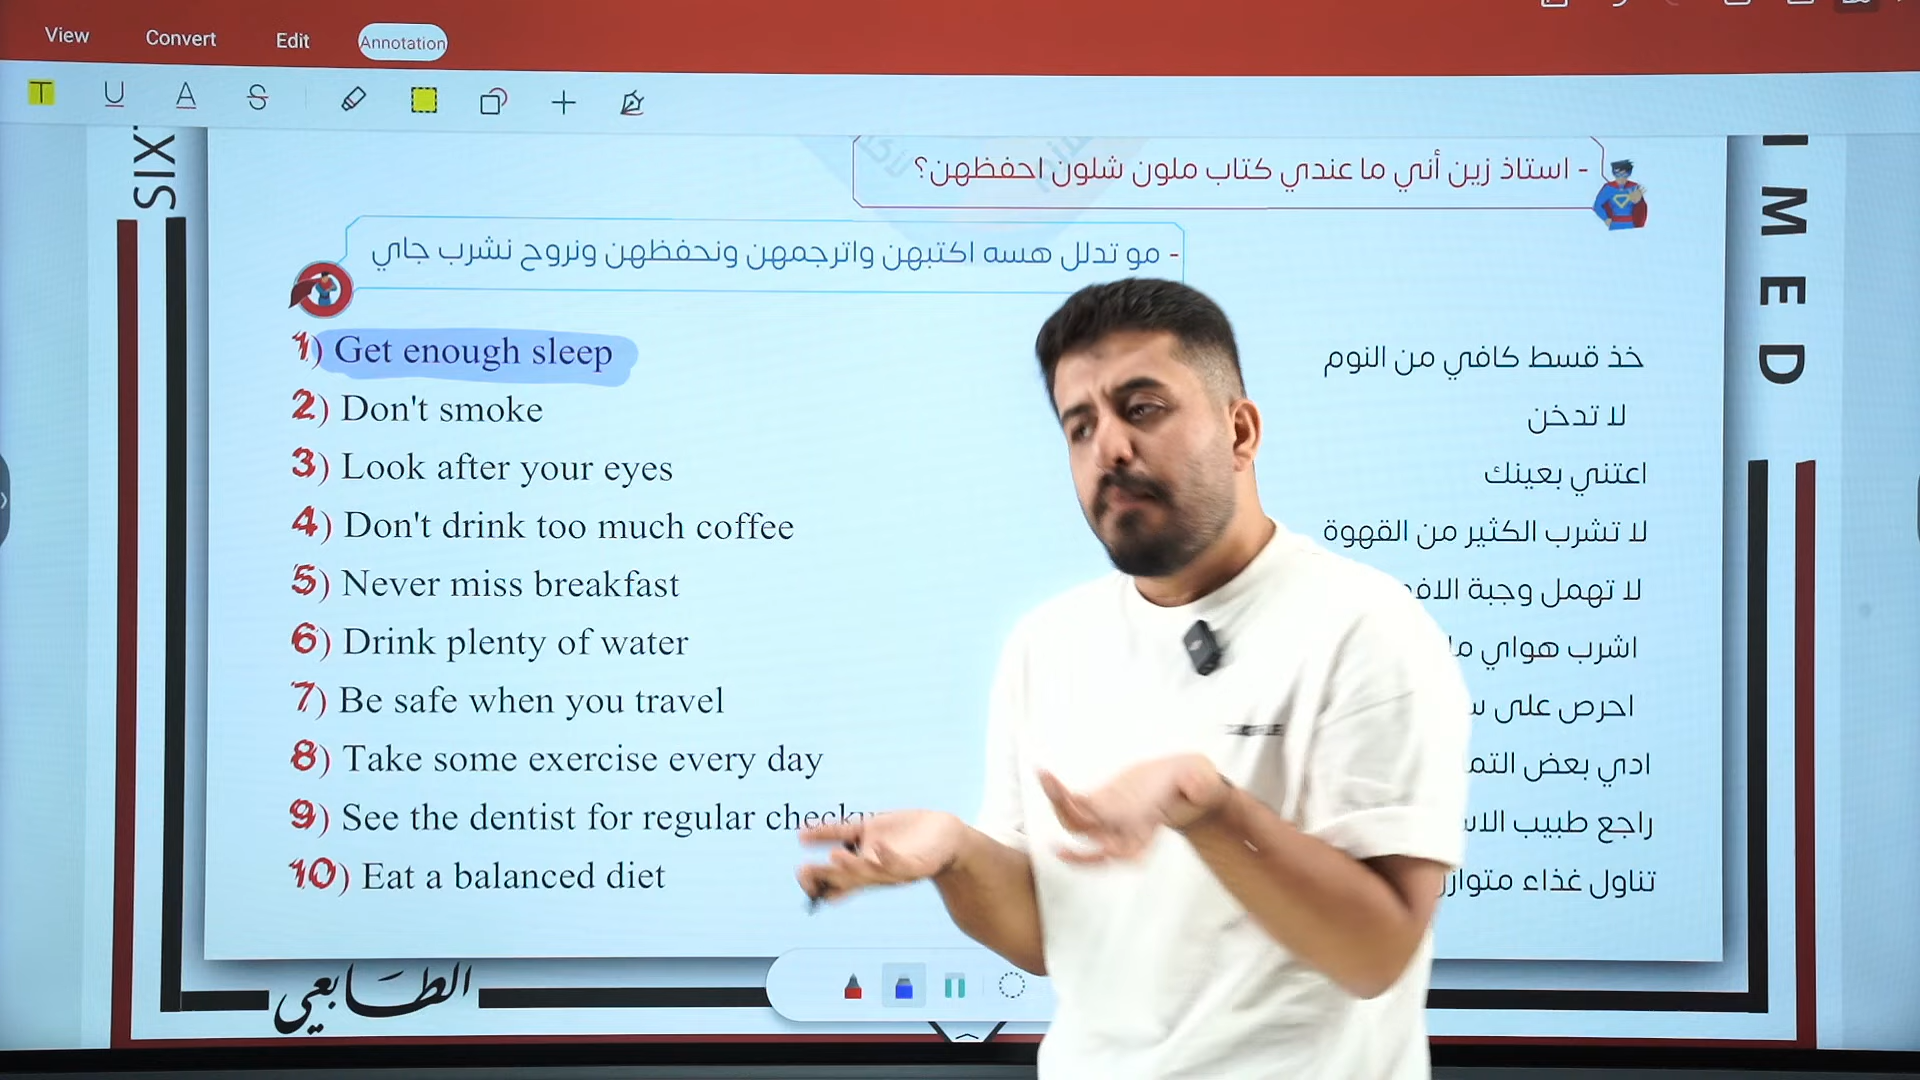 View Convert Edit Annotation
T U A S
XIS
IMED
- استاذ زين أني ما عندي كتاب ملون شلون احفظهن؟
- مو تدلل هسه اكتبهن واترجمهن ونحفظهن ونروح نشرب جاي
1) Get enough sleep
خذ قسط كافي من النوم
2) Don't smoke
لا تدخن
3) Look after your eyes
اعتني بعينك
4) Don't drink too much coffee
لا تشرب الكثير من القهوة
5) Never miss breakfast
لا تهمل وجبة
6) Drink plenty of water
اشرب هواي
7) Be safe when you travel
احرص على
8) Take some exercise every day
ادي بعض
9) See the dentist for regular
راجع طبيب
10) Eat a balanced diet
تناول غذاء
الطابعي